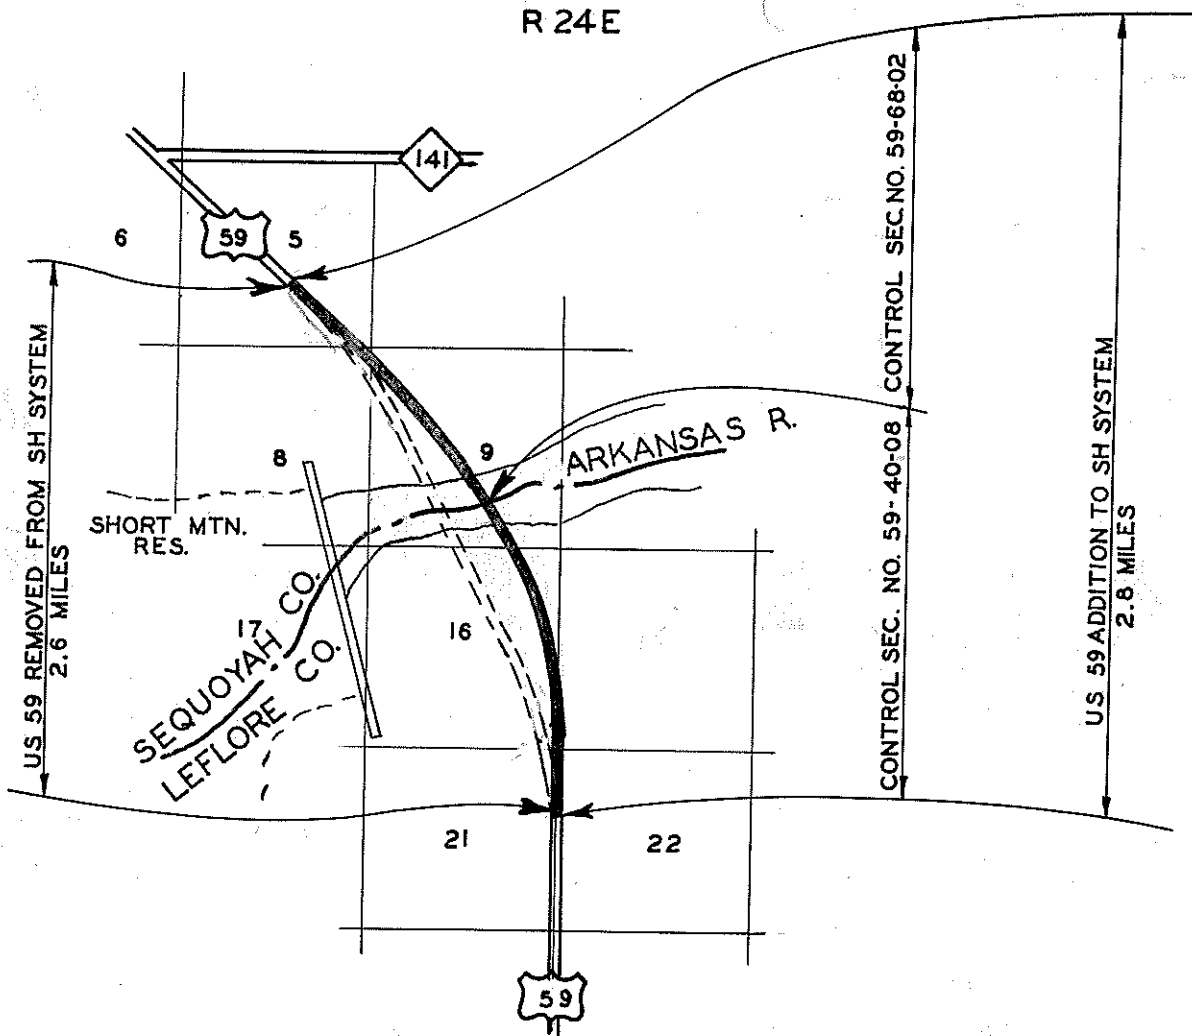 R 24E
141
59
6
5
US 59 REMOVED FROM SH SYSTEM
2.6 MILES
CONTROL SEC. NO. 59-68-02
CONTROL SEC. NO. 59-40-08
US 59 ADDITION TO SH SYSTEM
2.8 MILES
8
9
ARKANSAS R.
SHORT MTN.
RES.
17
16
SEQUOYAH CO.
LEFLORE CO.
21
22
59